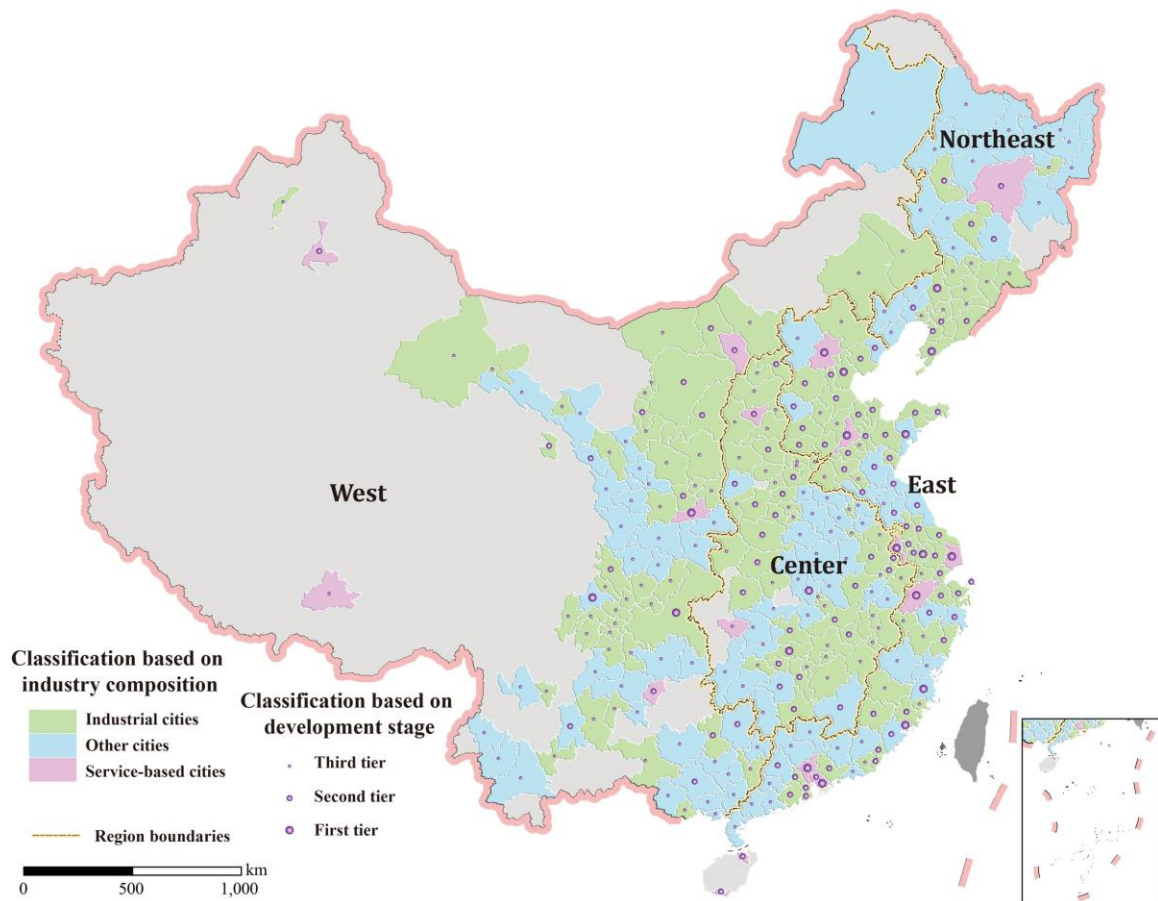 Northeast
West
East
Center
Classification based on
industry composition
Industrial cities
Other cities
Service-based cities
Region boundaries
km
0
500
1,000
Classification based on
development stage
Third tier
Second tier
First tier